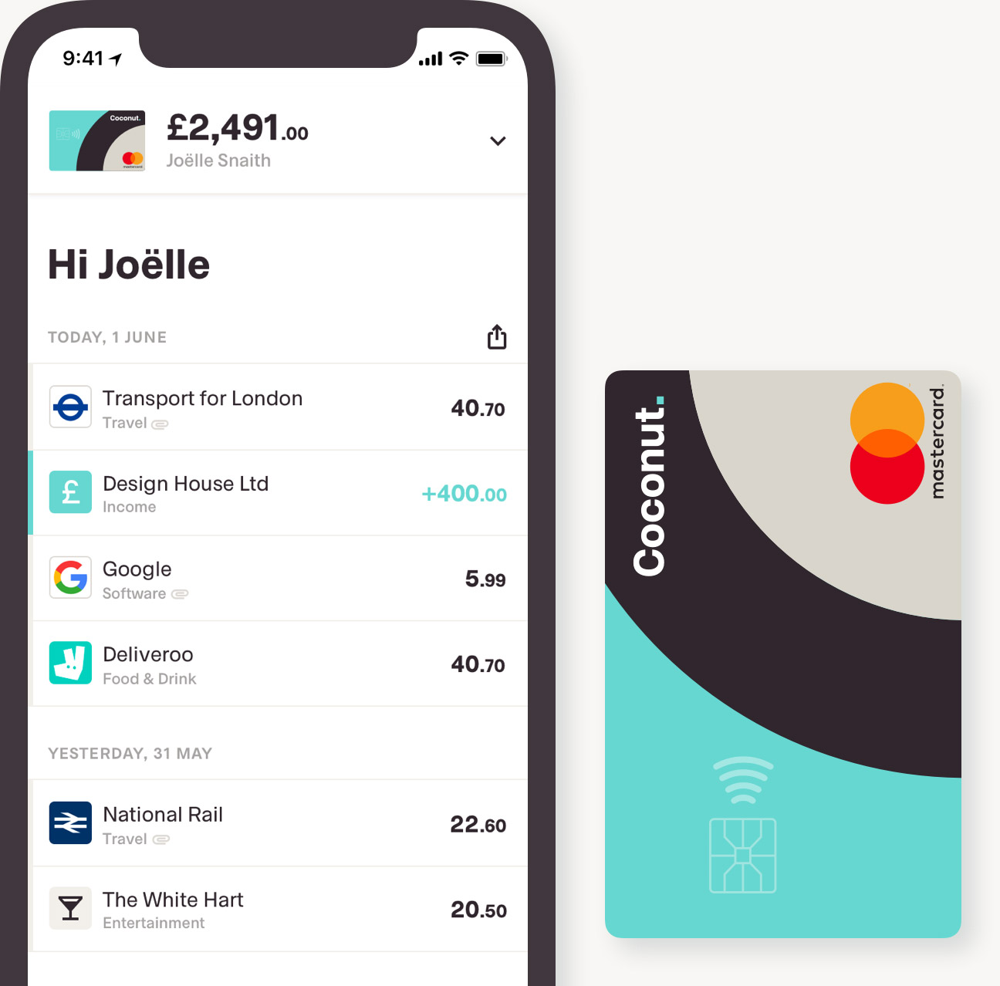 9:41
Coconut.
mastercard
£2,491.00
Joëlle Snaith
Hi Joëlle
TODAY, 1 JUNE
Transport for London
40.70
Travel
£
Design House Ltd
+400.00
Income
G
Google
5.99
Software
Deliveroo
40.70
Food & Drink
YESTERDAY, 31 MAY
National Rail
22.60
Travel
The White Hart
20.50
Entertainment
Coconut.
mastercard.